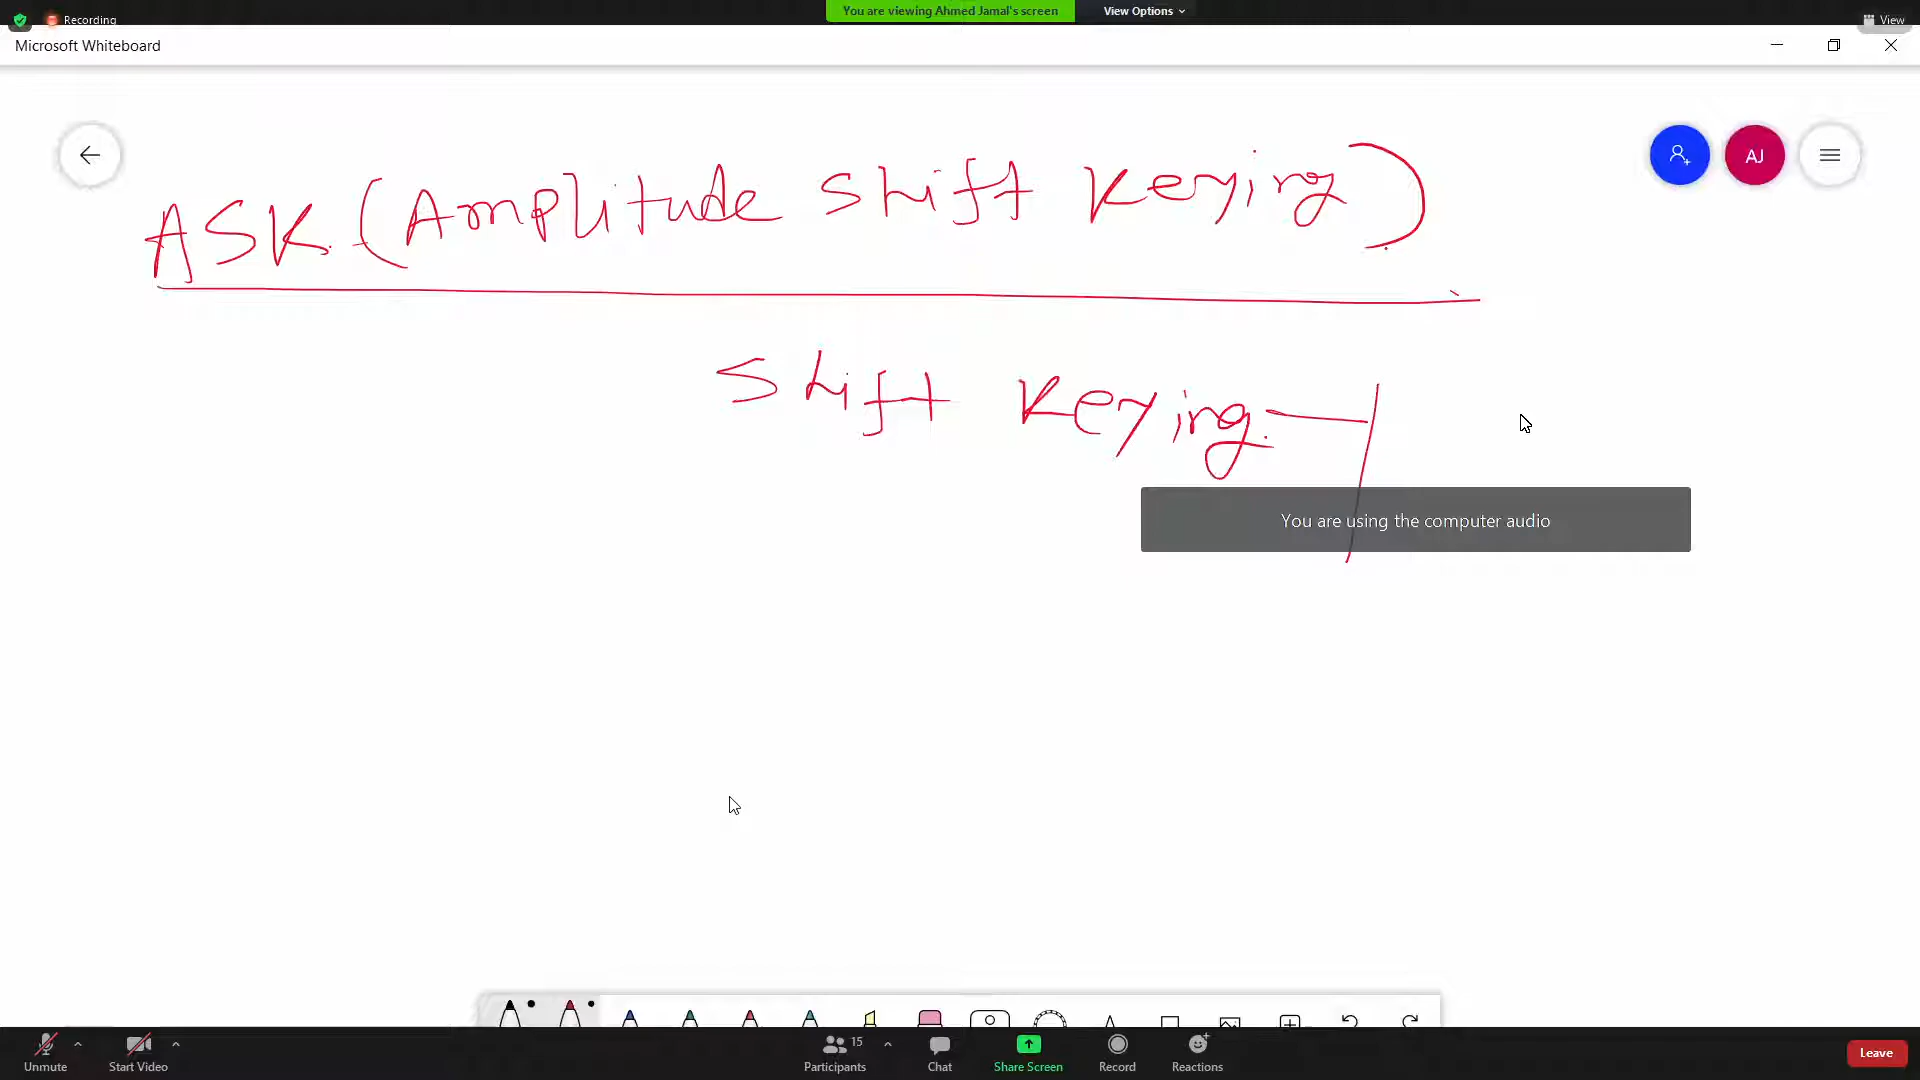 Recording
You are viewing Ahmed Jamal's screen
View Options
View
Microsoft Whiteboard
AJ
ASK (Amplitude Shift Keying)
Shift Keying
You are using the computer audio
Unmute
Start Video
15
Participants
Chat
Share Screen
Record
Reactions
Leave